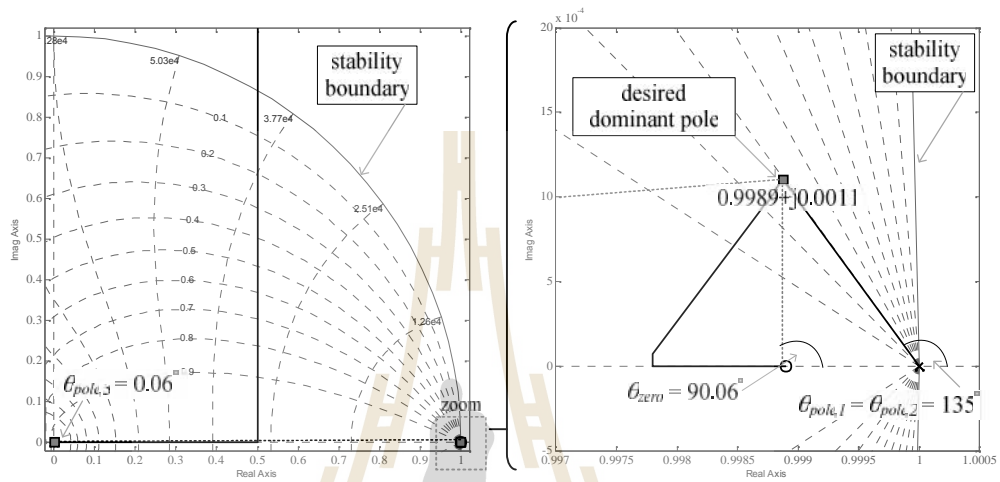 1
28e4
0.9
0.8
0.7
0.6
0.5
0.4
0.3
0.2
0.1
0
Imag Axis
5.03e4
3.77e4
2.51e4
1.26e4
0.1
0.2
0.3
0.4
0.5
0.6
0.7
0.8
0.9
stability
boundary
θpole,3 = 0.06°
zoom
0 0.1 0.2 0.3 0.4 0.5 0.6 0.7 0.8 0.9 1
Real Axis
x 10⁻⁴
20
15
10
5
0
-5
Imag Axis
stability
boundary
desired
dominant pole
0.9989+j0.0011
θzero = 90.06°
θpole,1 = θpole,2 = 135°
0.997 0.9975 0.998 0.9985 0.999 0.9995 1 1.0005
Real Axis